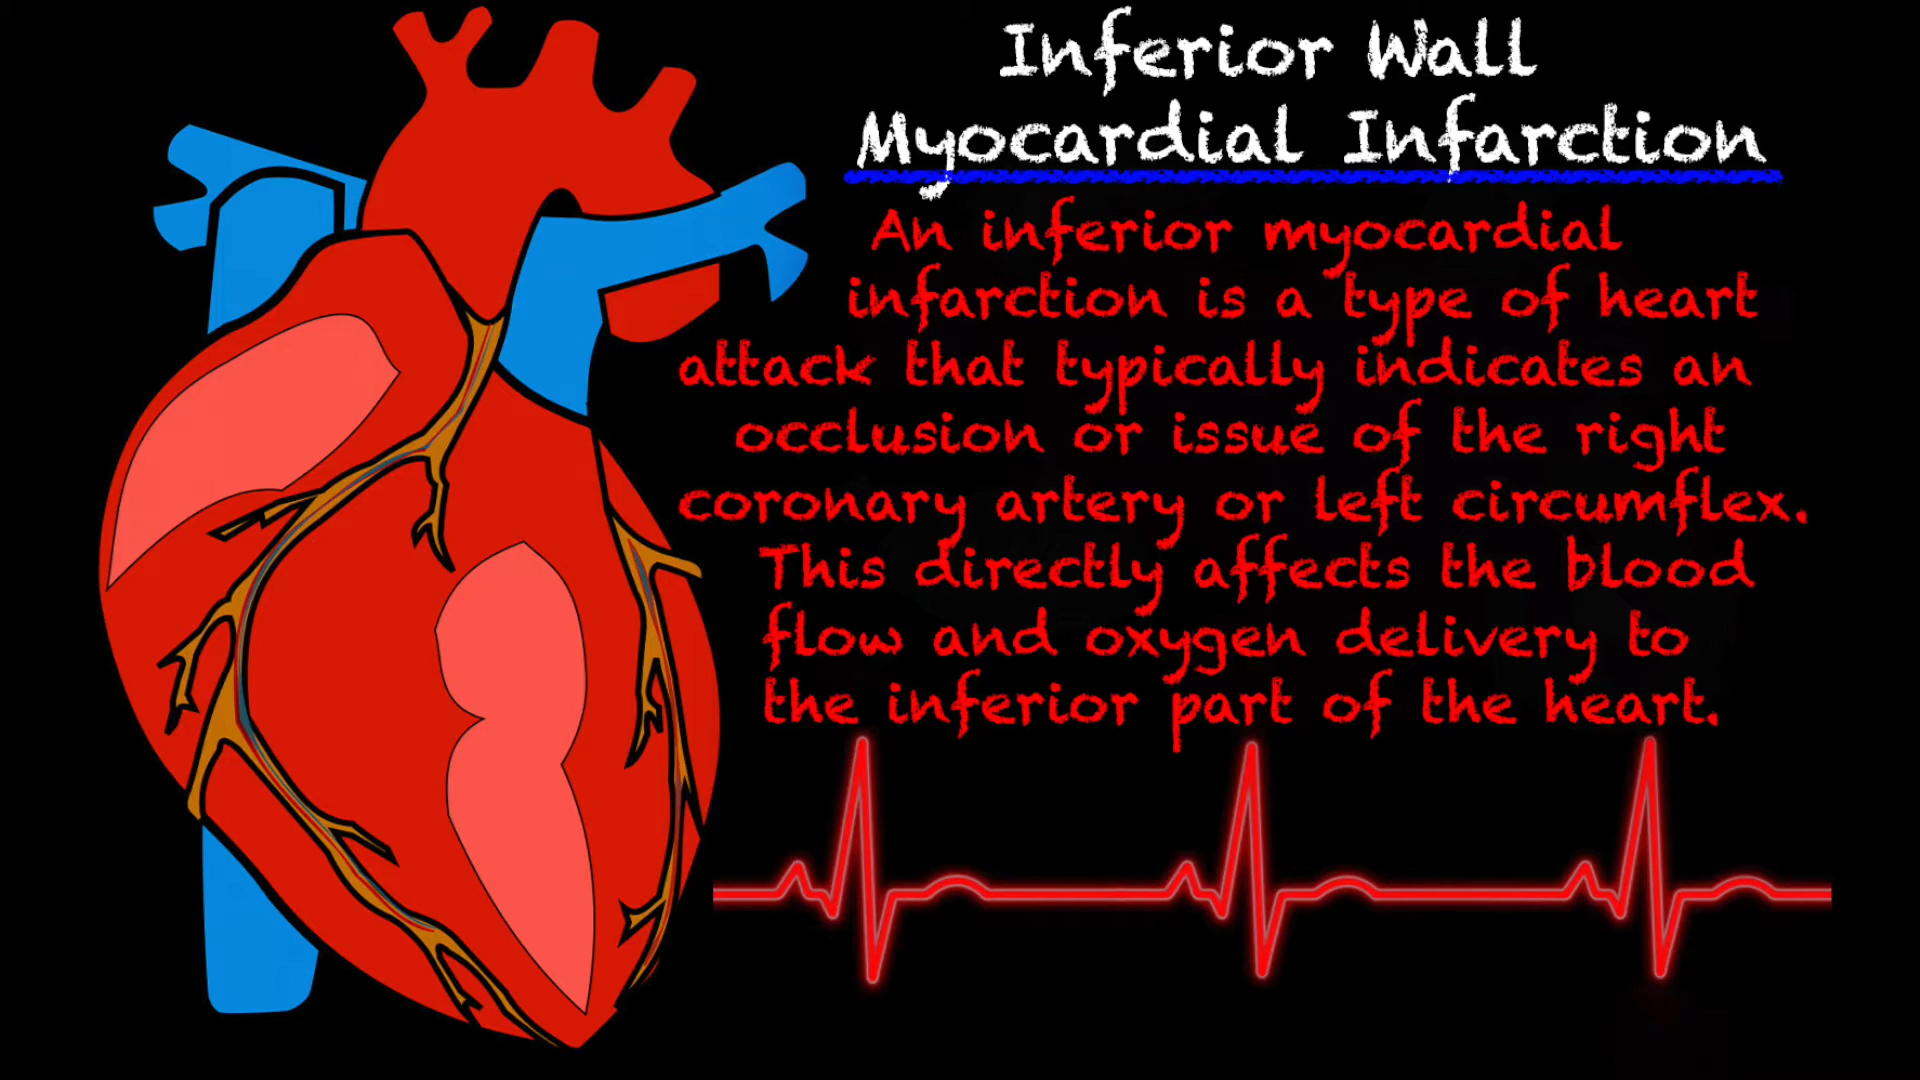 Inferior Wall
Myocardial Infarction
An inferior myocardial
infarction is a type of heart
attack that typically indicates an
occlusion or issue of the right
coronary artery or left circumflex.
This directly affects the blood
flow and oxygen delivery to
the inferior part of the heart.